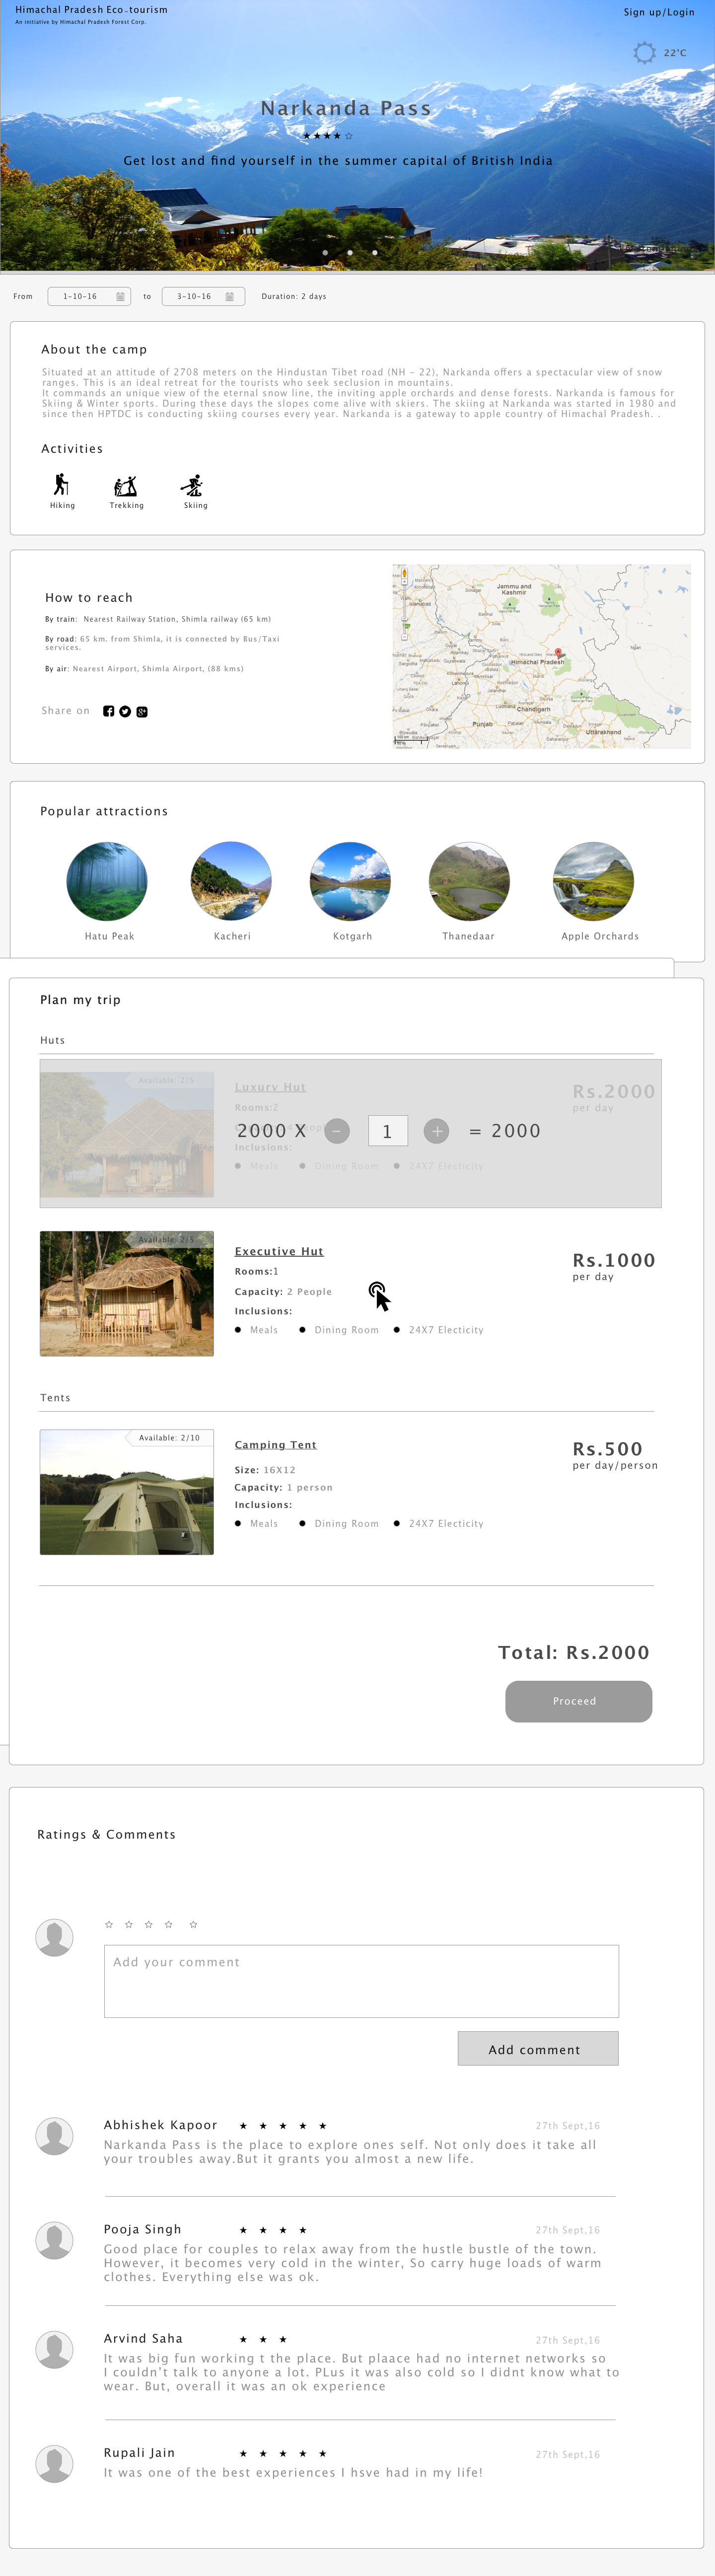 Himachal Pradesh Eco-tourism
Sign up/Login
An initiative by Himachal Pradesh Forest Corp.
22°C
Narkanda Pass
★★★★☆
Get lost and find yourself in the summer capital of British India
From 1-10-16 to 3-10-16 Duration: 2 days
About the camp
Situated at an attitude of 2708 meters on the Hindustan Tibet road (NH - 22), Narkanda offers a spectacular view of snow
ranges. This is an ideal retreat for the tourists who seek seclusion in mountains.
It commands an unique view of the eternal snow line, the inviting apple orchards and dense forests. Narkanda is famous for
Skiing & Winter sports. During these days the slopes come alive with skiers. The skiing at Narkanda was started in 1980 and
since then HPTDC is conducting skiing courses every year. Narkanda is a gateway to apple country of Himachal Pradesh. .
Activities
Hiking Trekking Skiing
How to reach
By train: Nearest Railway Station, Shimla railway (65 km)
By road: 65 km. from Shimla, it is connected by Bus/Taxi
services.
By air: Nearest Airport, Shimla Airport, (88 kms)
Share on
Jammu and
Kashmir
Himachal Pradesh
Chandigarh
Ludhiana
Punjab
Uttarakhand
Popular attractions
Hatu Peak Kacheri Kotgarh Thanedaar Apple Orchards
Plan my trip
Huts
Available: 2/5
Luxury Hut
Rs.2000
per day
Rooms:2
2000 X - 1 + = 2000
Inclusions:
Meals Dining Room 24X7 Electicity
Available: 2/5
Executive Hut
Rs.1000
per day
Rooms:1
Capacity: 2 People
Inclusions:
Meals Dining Room 24X7 Electicity
Tents
Available: 2/10
Camping Tent
Rs.500
per day/person
Size: 16X12
Capacity: 1 person
Inclusions:
Meals Dining Room 24X7 Electicity
Total: Rs.2000
Proceed
Ratings & Comments
☆ ☆ ☆ ☆ ☆
Add your comment
Add comment
Abhishek Kapoor ★ ★ ★ ★ ★ 27th Sept,16
Narkanda Pass is the place to explore ones self. Not only does it take all
your troubles away.But it grants you almost a new life.
Pooja Singh ★ ★ ★ ★ 27th Sept,16
Good place for couples to relax away from the hustle bustle of the town.
However, it becomes very cold in the winter, So carry huge loads of warm
clothes. Everything else was ok.
Arvind Saha ★ ★ ★ 27th Sept,16
It was big fun working t the place. But plaace had no internet networks so
I couldn't talk to anyone a lot. PLus it was also cold so I didnt know what to
wear. But, overall it was an ok experience
Rupali Jain ★ ★ ★ ★ ★ 27th Sept,16
It was one of the best experiences I hsve had in my life!